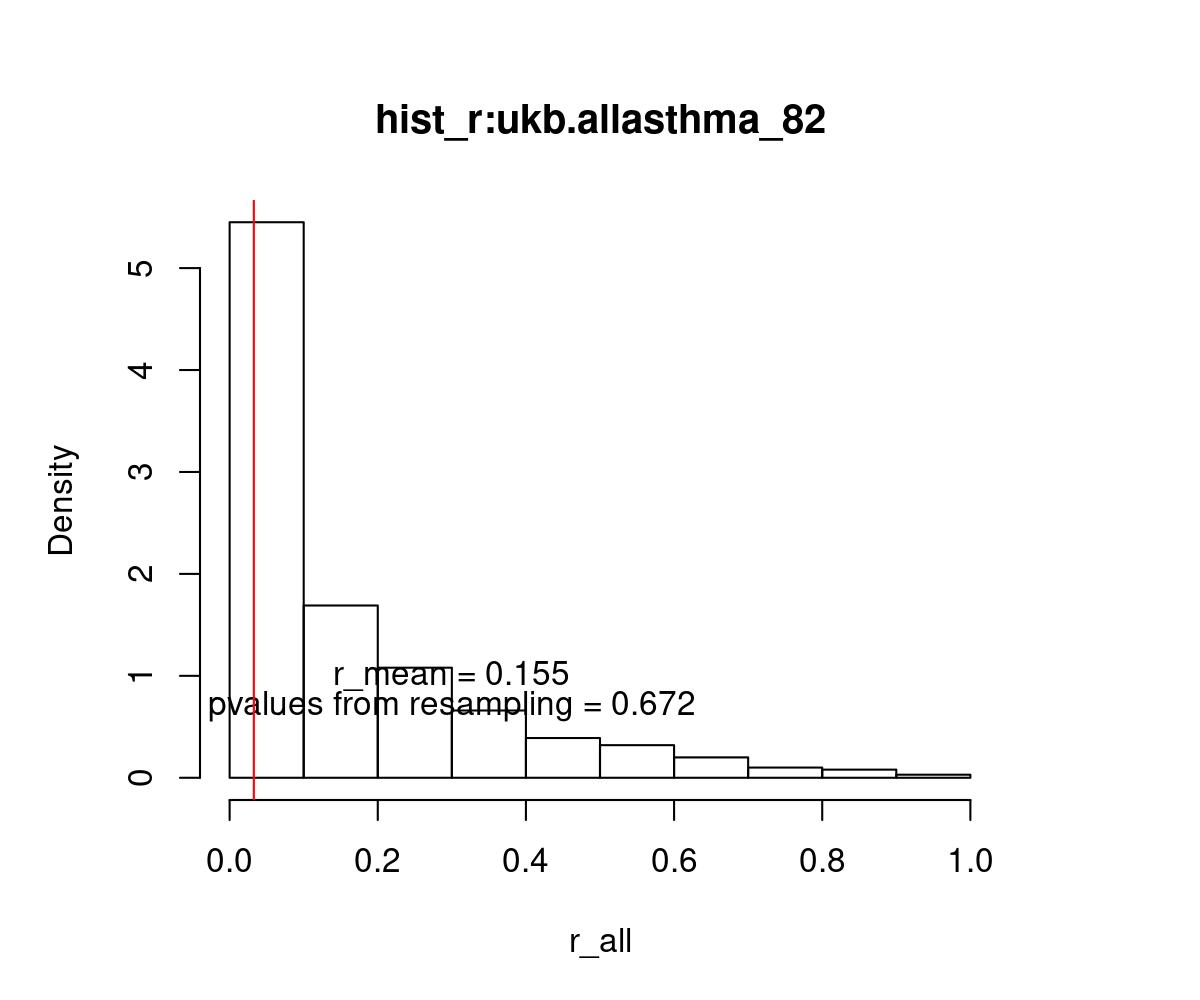 hist_r:ukb.allasthma_82
Density
5
4
3
2
1
0
r_mean = 0.155
pvalues from resampling = 0.672
0.0 0.2 0.4 0.6 0.8 1.0
r_all